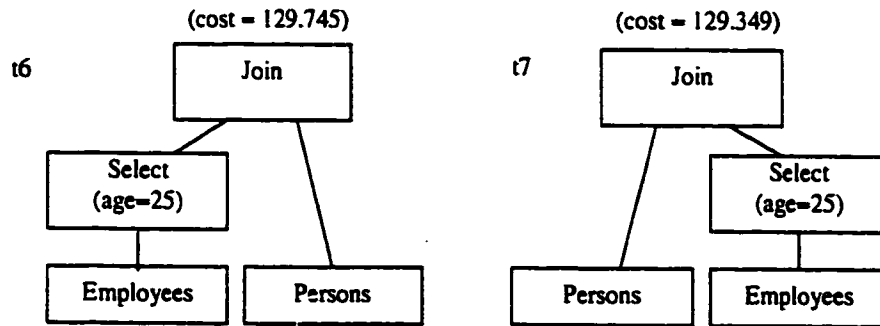 (cost = 129.745)
t6
Join
Select
(age=25)
Employees
Persons
(cost = 129.349)
t7
Join
Select
(age=25)
Persons
Employees